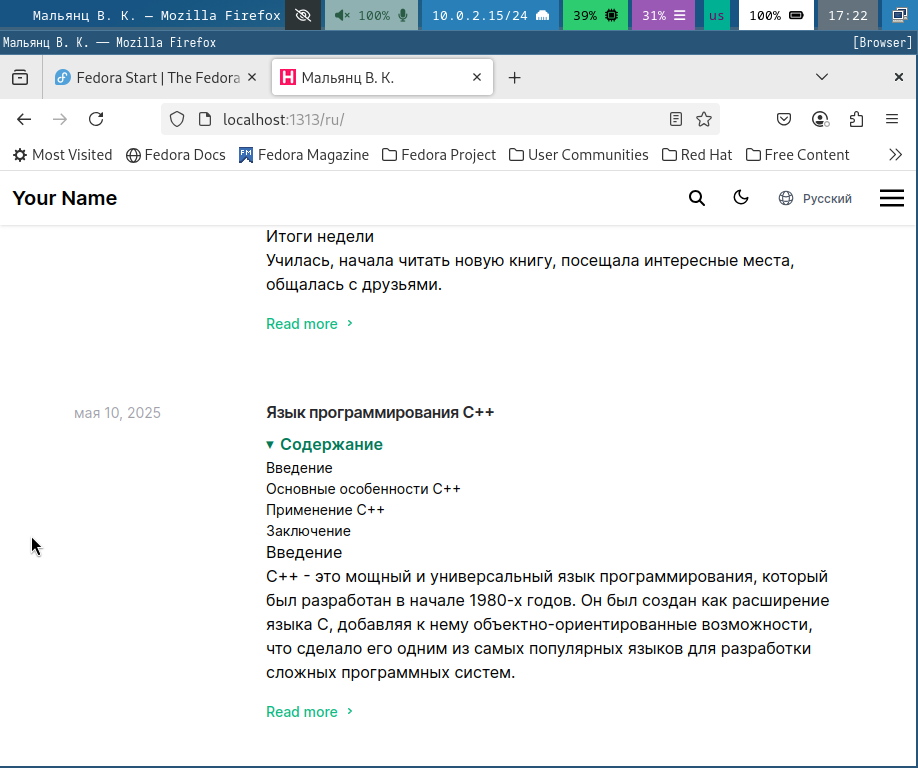 Мальянц В. К. — Mozilla Firefox 100% 10.0.2.15/24 39% 31% us 100% 17:22
Мальянц В. К. — Mozilla Firefox [Browser]
Fedora Start | The Fedora Мальянц В. К.
localhost:1313/ru/
Most Visited Fedora Docs Fedora Magazine Fedora Project User Communities Red Hat Free Content
Your Name Русский
Итоги недели
Училась, начала читать новую книгу, посещала интересные места,
общалась с друзьями.
Read more
мая 10, 2025 Язык программирования C++
Содержание
Введение
Основные особенности C++
Применение C++
Заключение
Введение
C++ - это мощный и универсальный язык программирования, который
был разработан в начале 1980-х годов. Он был создан как расширение
языка C, добавляя к нему объектно-ориентированные возможности,
что сделало его одним из самых популярных языков для разработки
сложных программных систем.
Read more